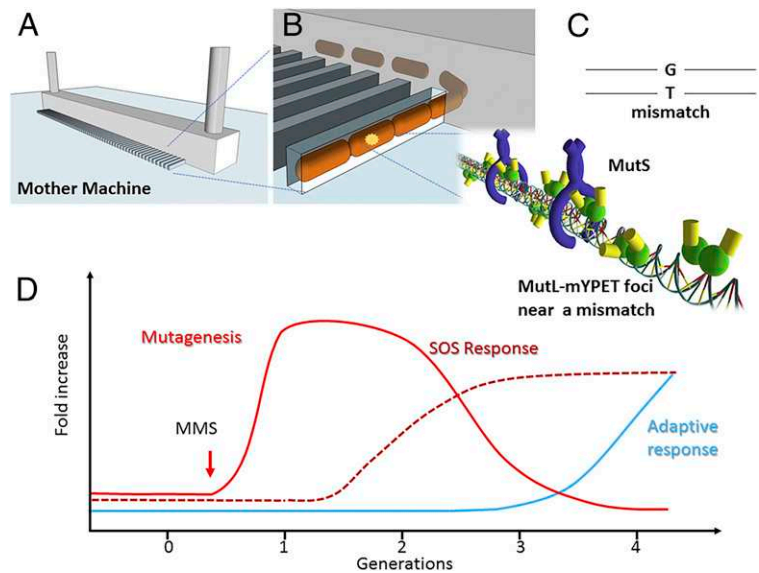 A
B
C
G
T
mismatch
Mother Machine
MutS
MutL-mYPET foci
near a mismatch
D
Mutagenesis
SOS Response
MMS
Adaptive
response
Fold increase
0 1 2 3 4
Generations